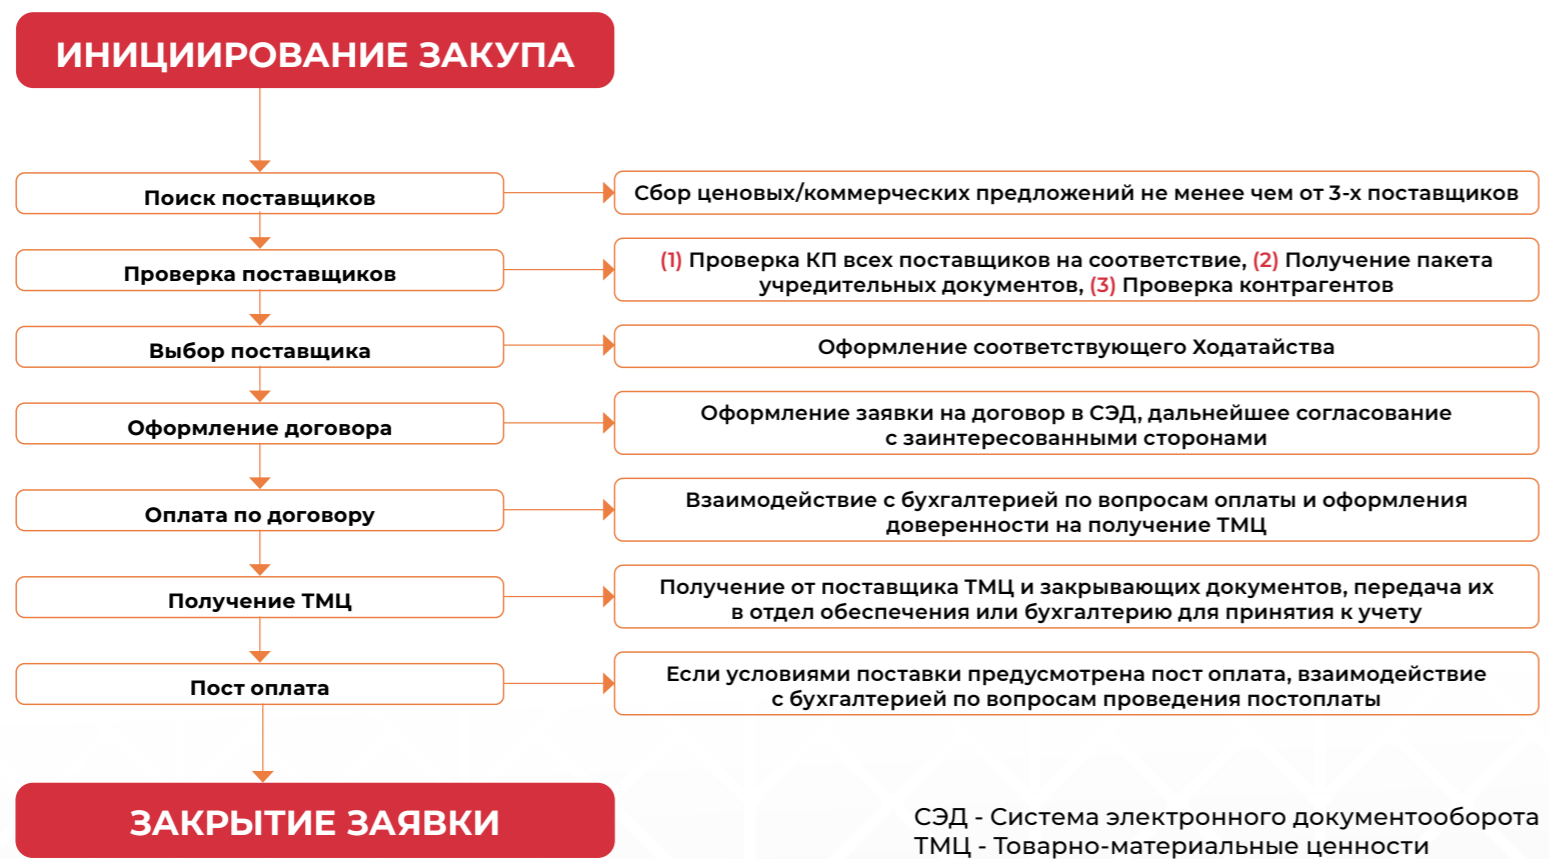 ИНИЦИИРОВАНИЕ ЗАКУПА
Поиск поставщиков
Сбор ценовых/коммерческих предложений не менее чем от 3-х поставщиков
Проверка поставщиков
(1) Проверка КП всех поставщиков на соответствие, (2) Получение пакета
учредительных документов, (3) Проверка контрагентов
Выбор поставщика
Оформление соответствующего Ходатайства
Оформление договора
Оформление заявки на договор в СЭД, дальнейшее согласование
с заинтересованными сторонами
Оплата по договору
Взаимодействие с бухгалтерией по вопросам оплаты и оформления
доверенности на получение ТМЦ
Получение ТМЦ
Получение от поставщика ТМЦ и закрывающих документов, передача их
в отдел обеспечения или бухгалтерию для принятия к учету
Пост оплата
Если условиями поставки предусмотрена пост оплата, взаимодействие
с бухгалтерией по вопросам проведения постоплаты
ЗАКРЫТИЕ ЗАЯВКИ
СЭД - Система электронного документооборота
ТМЦ - Товарно-материальные ценности